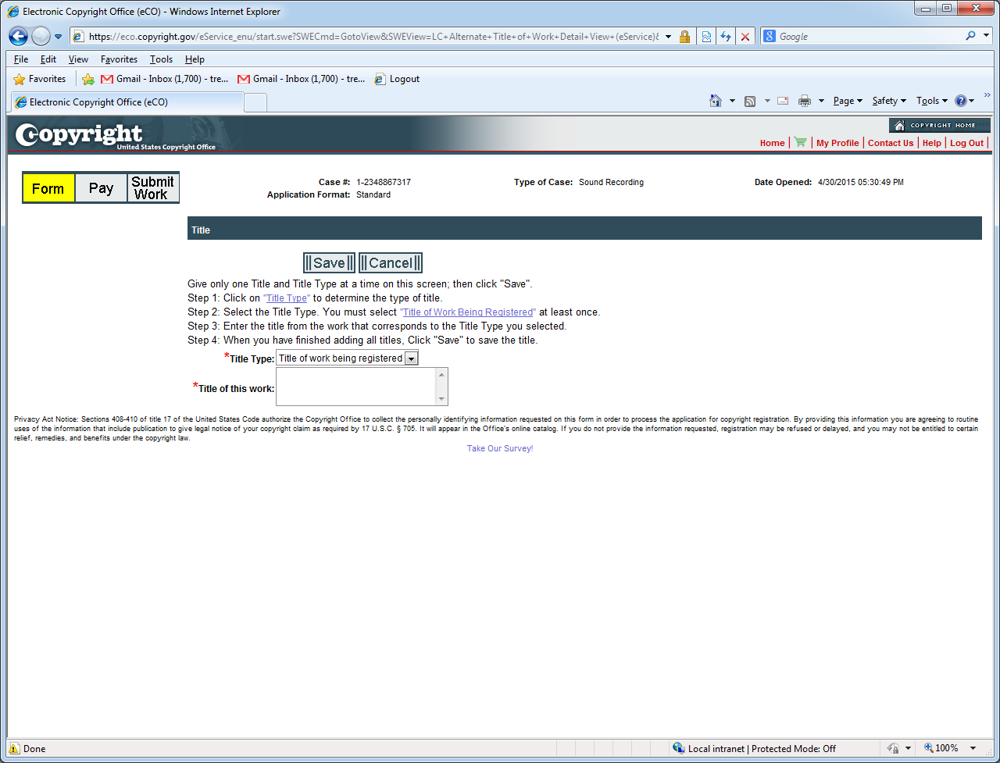 Electronic Copyright Office (eCO) - Windows Internet Explorer
https://eco.copyright.gov/eService_enu/start.swe?SWECmd=GotoView&SWEView=LC+Alternate+Title+of+Work+Detail+View+(eService)&
Google
File Edit View Favorites Tools Help
Favorites Gmail - Inbox (1,700) - tre... Gmail - Inbox (1,700) - tre... Logout
Electronic Copyright Office (eCO)
Page Safety Tools
Copyright
United States Copyright Office
COPYRIGHT HOME
Home My Profile Contact Us Help Log Out
Form Pay Submit Work
Case #: 1-2348867317 Type of Case: Sound Recording Date Opened: 4/30/2015 05:30:49 PM
Application Format: Standard
Title
Save Cancel
Give only one Title and Title Type at a time on this screen; then click "Save".
Step 1: Click on "Title Type" to determine the type of title.
Step 2: Select the Title Type. You must select "Title of Work Being Registered" at least once.
Step 3: Enter the title from the work that corresponds to the Title Type you selected.
Step 4: When you have finished adding all titles, Click "Save" to save the title.
*Title Type: Title of work being registered
*Title of this work:
Privacy Act Notice: Sections 408-410 of title 17 of the United States Code authorize the Copyright Office to collect the personally identifying information requested on this form in order to process the application for copyright registration. By providing this information you are agreeing to routine
uses of the information that include publication to give legal notice of your copyright claim as required by 17 U.S.C. § 705. It will appear in the Office's online catalog. If you do not provide the information requested, registration may be refused or delayed, and you may not be entitled to certain
relief, remedies, and benefits under the copyright law.
Take Our Survey!
Done
Local intranet | Protected Mode: Off
100%